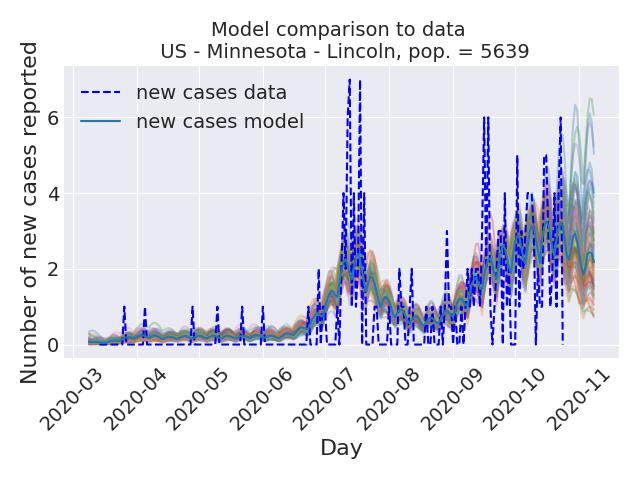 Model comparison to data
US - Minnesota - Lincoln, pop. = 5639
new cases data
new cases model
Number of new cases reported
6
4
2
0
2020-03
2020-04
2020-05
2020-06
2020-07
2020-08
2020-09
2020-10
2020-11
Day